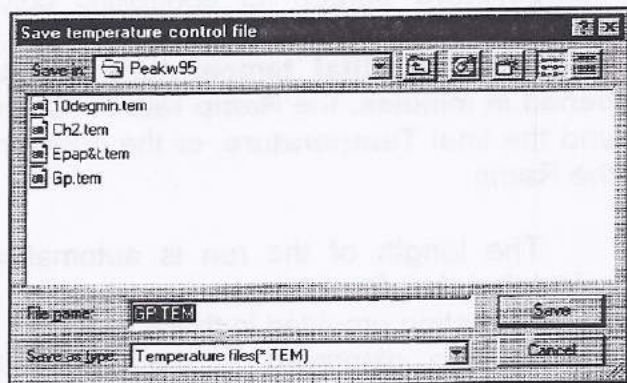 Save temperature control file
Save in: Peakw95
10degmin.tem
Ch2.tem
Epap&t.tem
Gp.tem
File name: GP.TEM Save
Save as type: Temperature files(*.TEM) Cancel